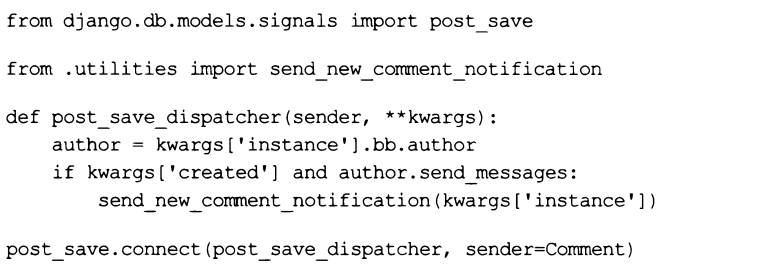 from django.db.models.signals import post_save
from .utilities import send_new_comment_notification
def post_save_dispatcher(sender, **kwargs):
    author = kwargs['instance'].bb.author
    if kwargs['created'] and author.send_messages:
        send_new_comment_notification(kwargs['instance'])
post_save.connect(post_save_dispatcher, sender=Comment)